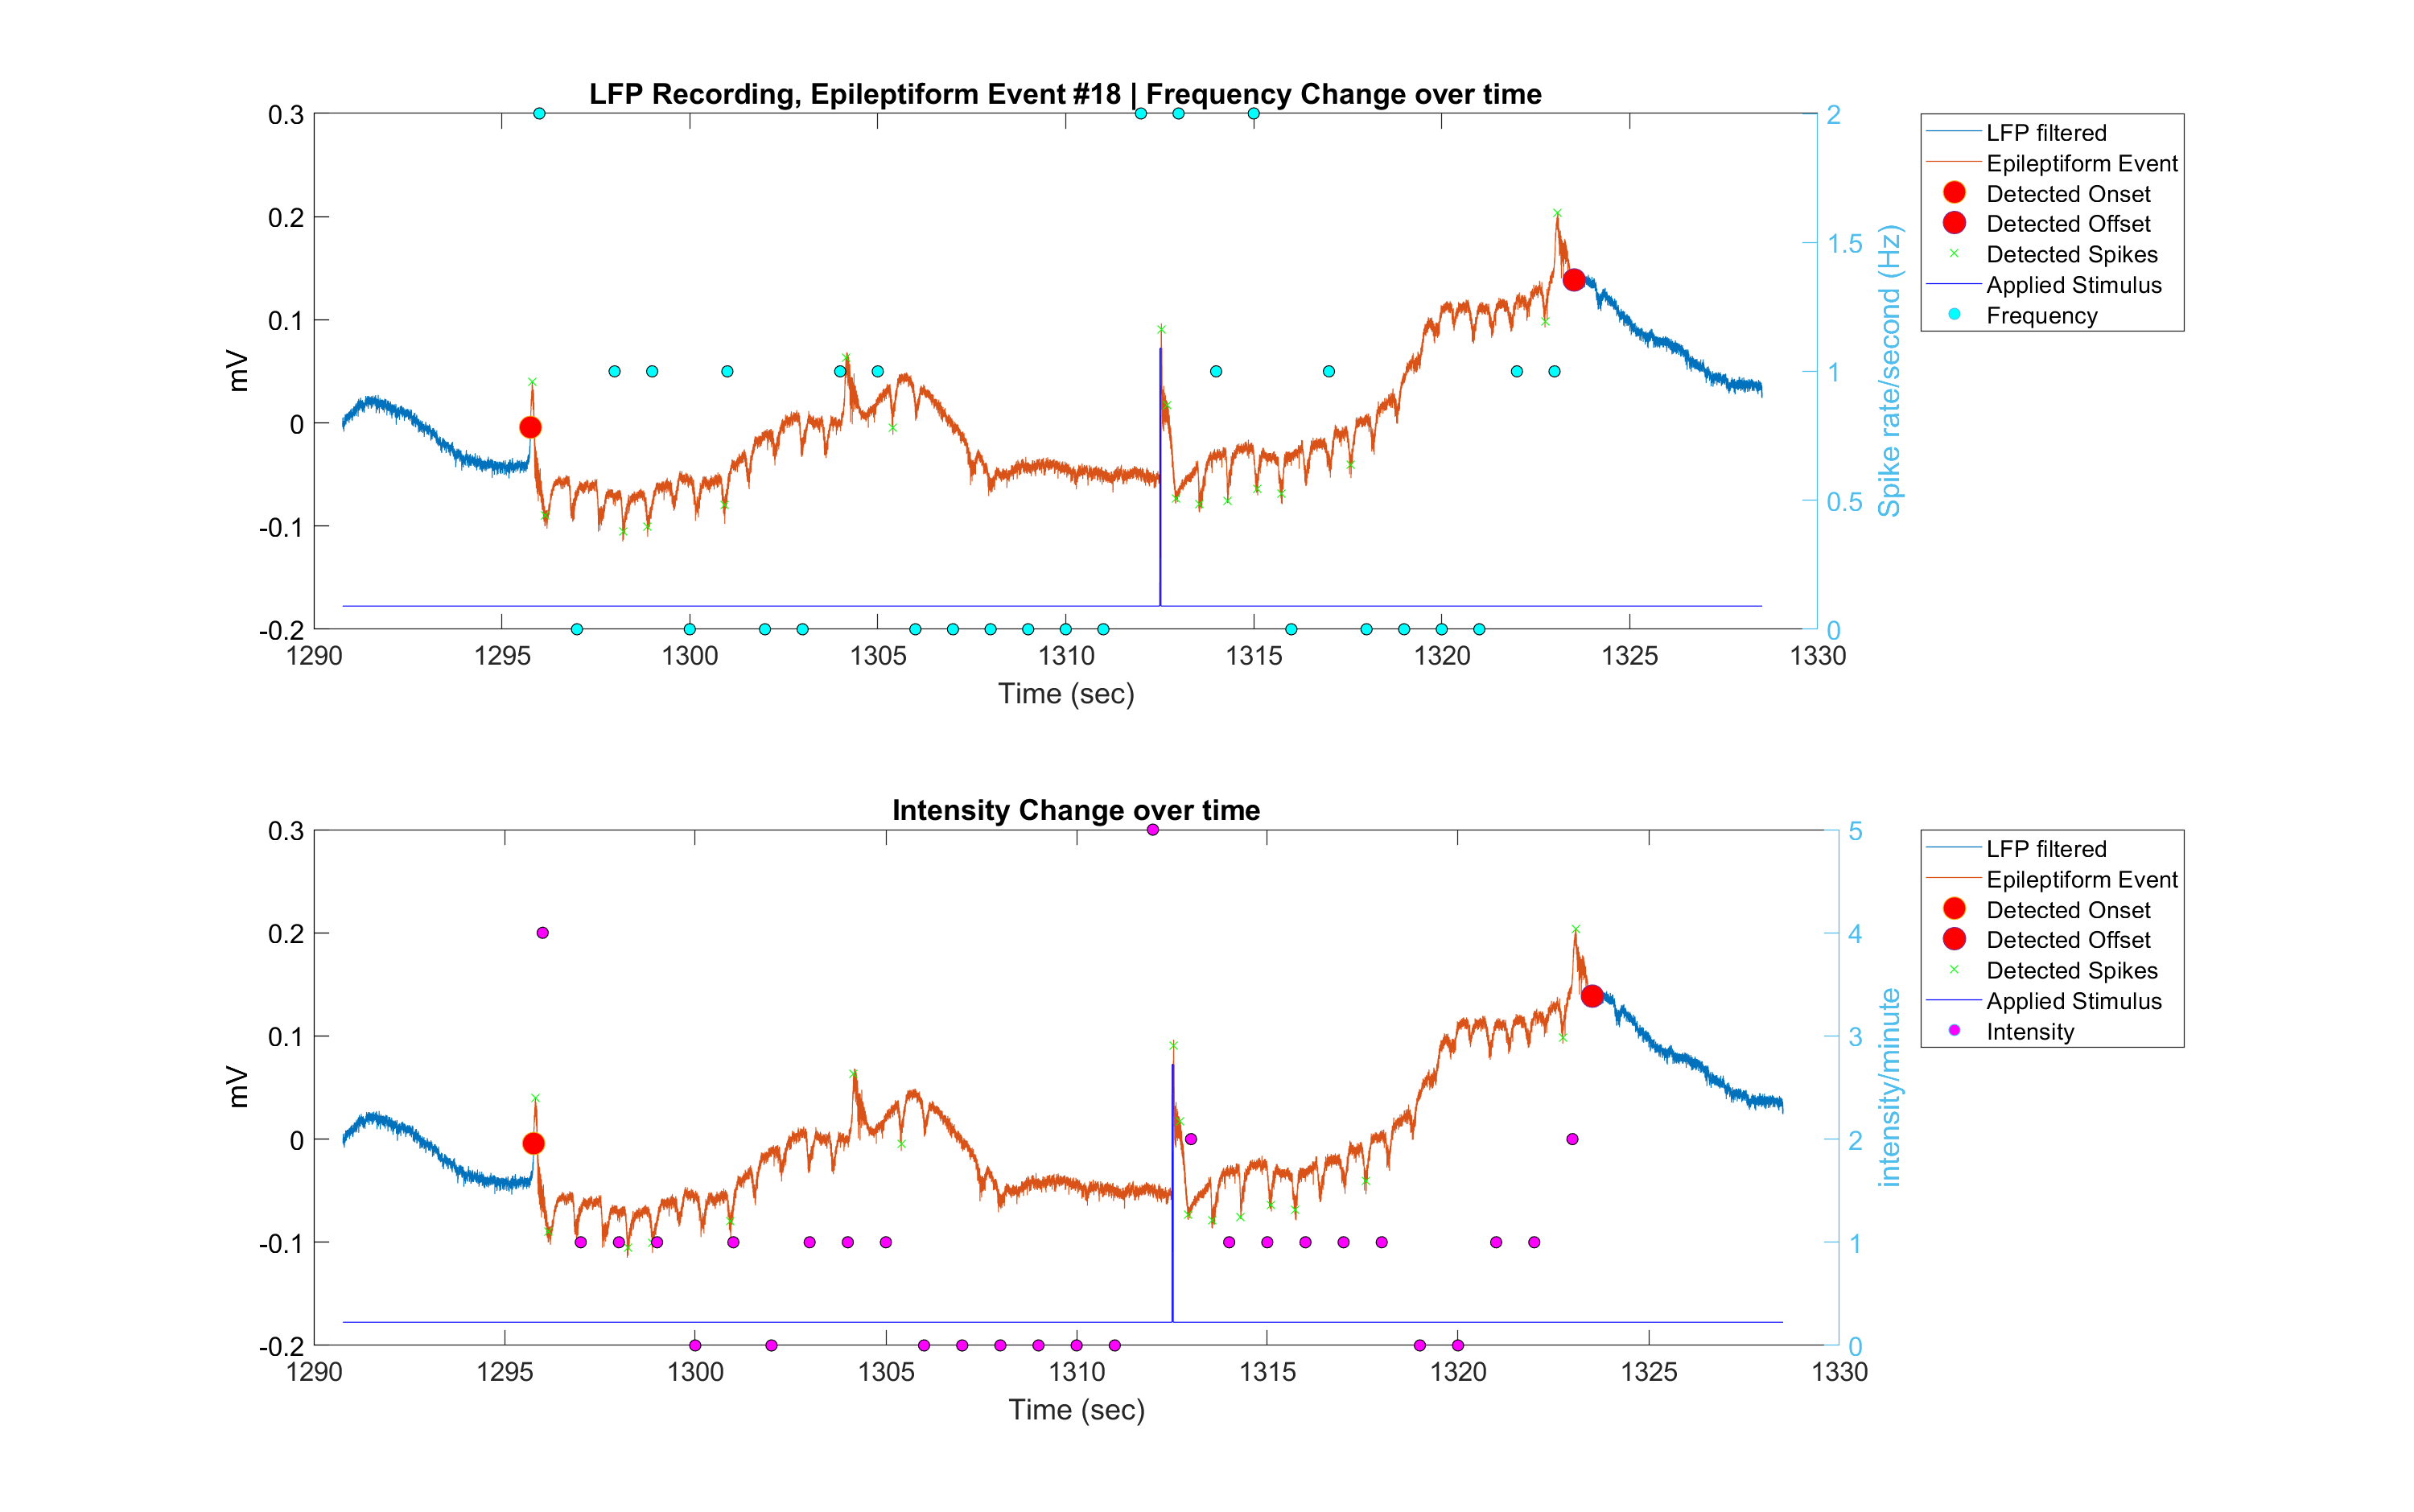 LFP Recording, Epileptiform Event #18 | Frequency Change over time
0.3
0.2
0.1
0
-0.1
-0.2
mV
2
1.5
1
0.5
0
Spike rate/second (Hz)
1290 1295 1300 1305 1310 1315 1320 1325 1330
Time (sec)
LFP filtered
Epileptiform Event
Detected Onset
Detected Offset
Detected Spikes
Applied Stimulus
Frequency
Intensity Change over time
0.3
0.2
0.1
0
-0.1
-0.2
mV
5
4
3
2
1
0
intensity/minute
1290 1295 1300 1305 1310 1315 1320 1325 1330
Time (sec)
LFP filtered
Epileptiform Event
Detected Onset
Detected Offset
Detected Spikes
Applied Stimulus
Intensity